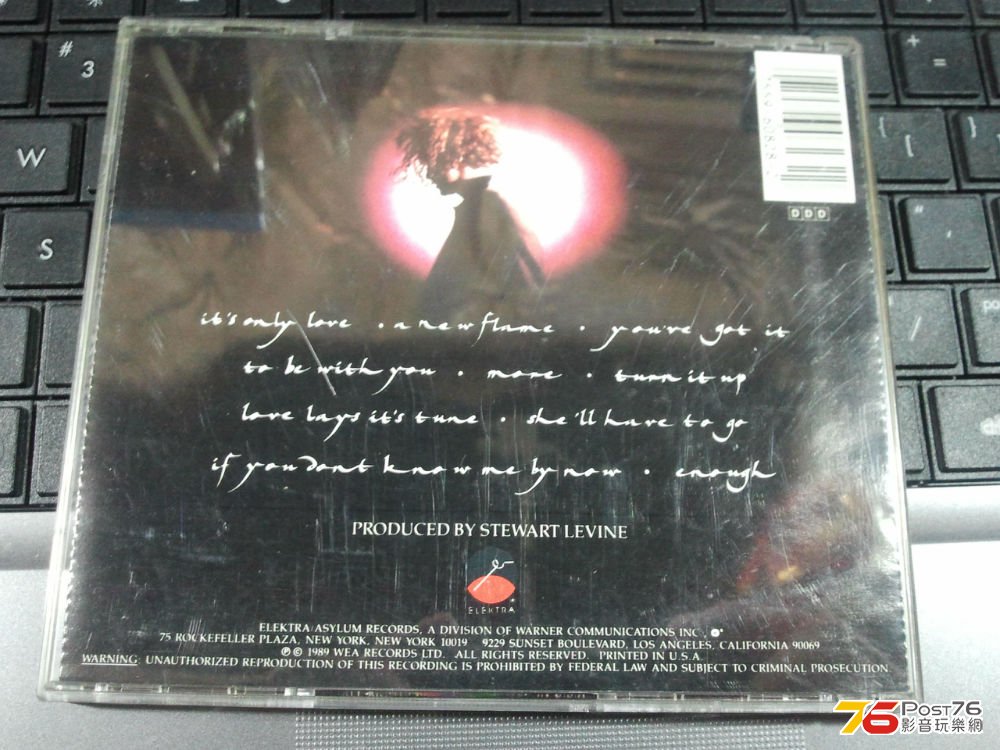 # 3
+ =
W
{ [
}
S
" '
/
DDD
it's only love · a new flame · you've got it
to be with you · more · turn it up
love lays it's tune · she'll have to go
if you don't know me by now · enough
PRODUCED BY STEWART LEVINE
ELEKTRA
ELEKTRA ASYLUM RECORDS, A DIVISION OF WARNER COMMUNICATIONS INC.
75 ROCKEFELLER PLAZA, NEW YORK, NEW YORK 10019 9229 SUNSET BOULEVARD, LOS ANGELES, CALIFORNIA 90069
℗ © 1989 WEA RECORDS LTD. ALL RIGHTS RESERVED. PRINTED IN U.S.A.
WARNING: UNAUTHORIZED REPRODUCTION OF THIS RECORDING IS PROHIBITED BY FEDERAL LAW AND SUBJECT TO CRIMINAL PROSECUTION.
76 POST76
影音玩樂網